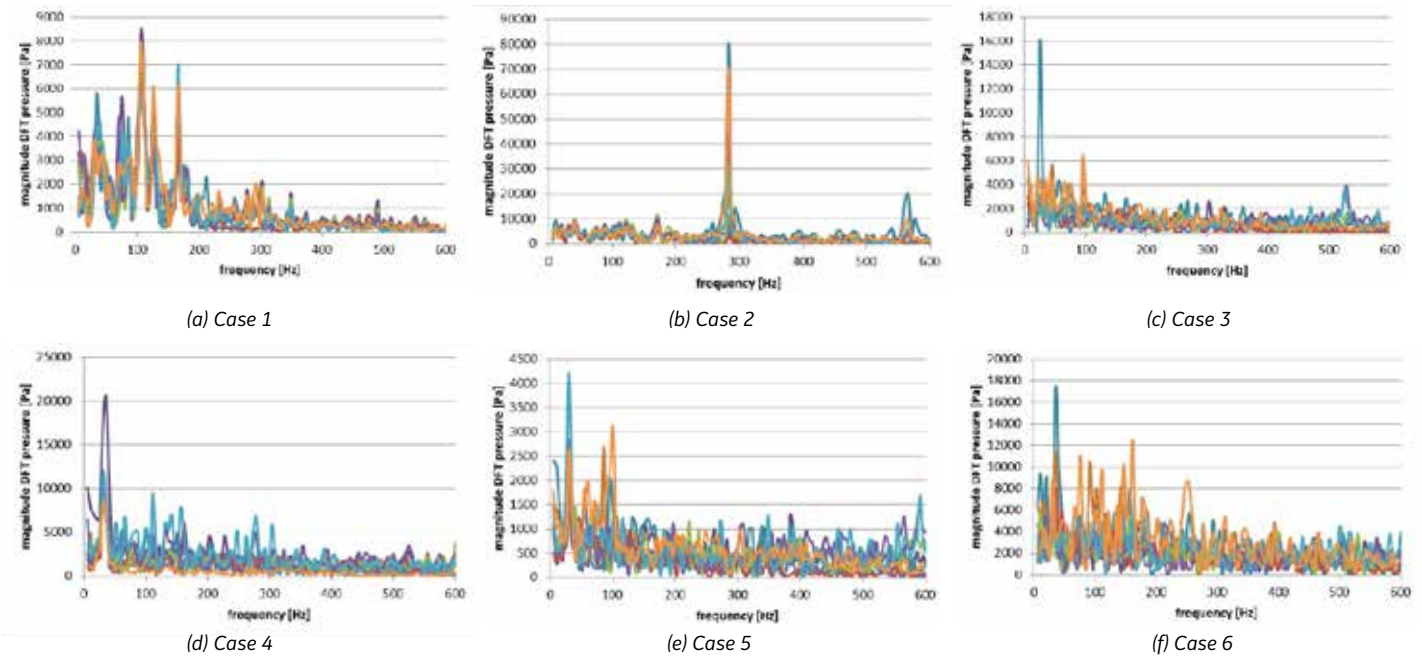 9000
8000
7000
6000
5000
4000
3000
2000
1000
0
magnitude DFT pressure [Pa]
0 100 200 300 400 500 600
frequency [Hz]
(a) Case 1
90000
80000
70000
60000
50000
40000
30000
20000
10000
0
magnitude DFT pressure [Pa]
0 100 200 300 400 500 600
frequency [Hz]
(b) Case 2
18000
16000
14000
12000
10000
8000
6000
4000
2000
0
magnitude DFT pressure [Pa]
0 100 200 300 400 500 600
frequency [Hz]
(c) Case 3
25000
20000
15000
10000
5000
0
magnitude DFT pressure [Pa]
0 100 200 300 400 500 600
frequency [Hz]
(d) Case 4
4500
4000
3500
3000
2500
2000
1500
1000
500
0
magnitude DFT pressure [Pa]
0 100 200 300 400 500 600
frequency [Hz]
(e) Case 5
20000
18000
16000
14000
12000
10000
8000
6000
4000
2000
0
magnitude DFT pressure [Pa]
0 100 200 300 400 500 600
frequency [Hz]
(f) Case 6